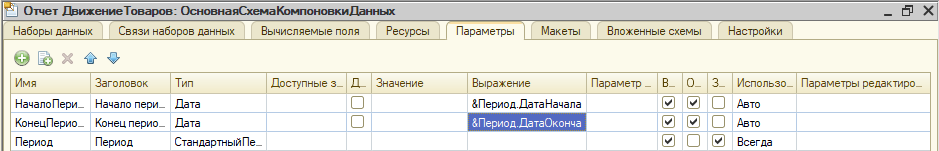 Отчет ДвижениеТоваров: ОсновнаяСхемаКомпоновкиДанных
Наборы данных Связи наборов данных Вычисляемые поля Ресурсы Параметры Макеты Вложенные схемы Настройки
Имя Заголовок Тип Доступные з... Д... Значение Выражение Параметр ... В... О... З... Использо... Параметры редактиро...
НачалоПери... Начало пери... Дата &Период.ДатаНачала Авто
КонецПерио... Конец перио... Дата &Период.ДатаОконча Авто
Период Период СтандартныйПе... Всегда